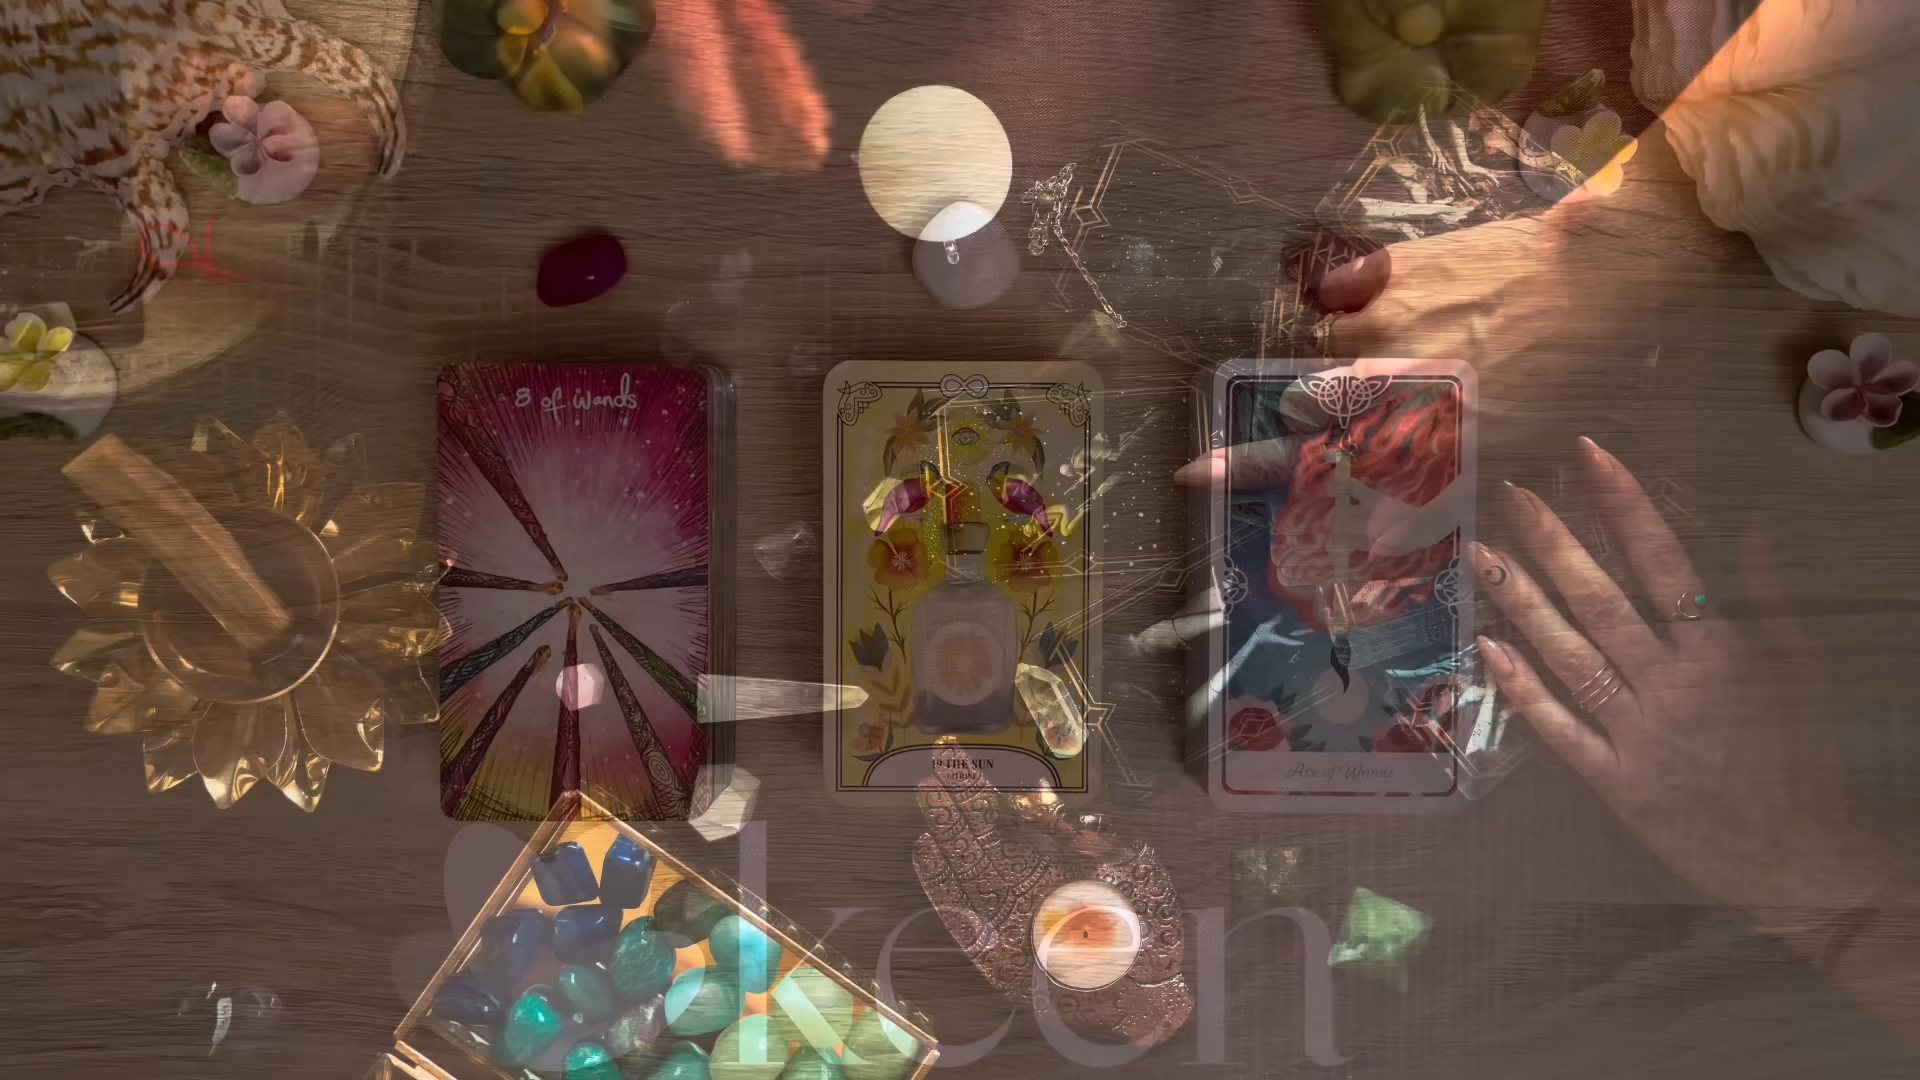 8 of Wands
19 THE SUN
Ace of Wands
keen